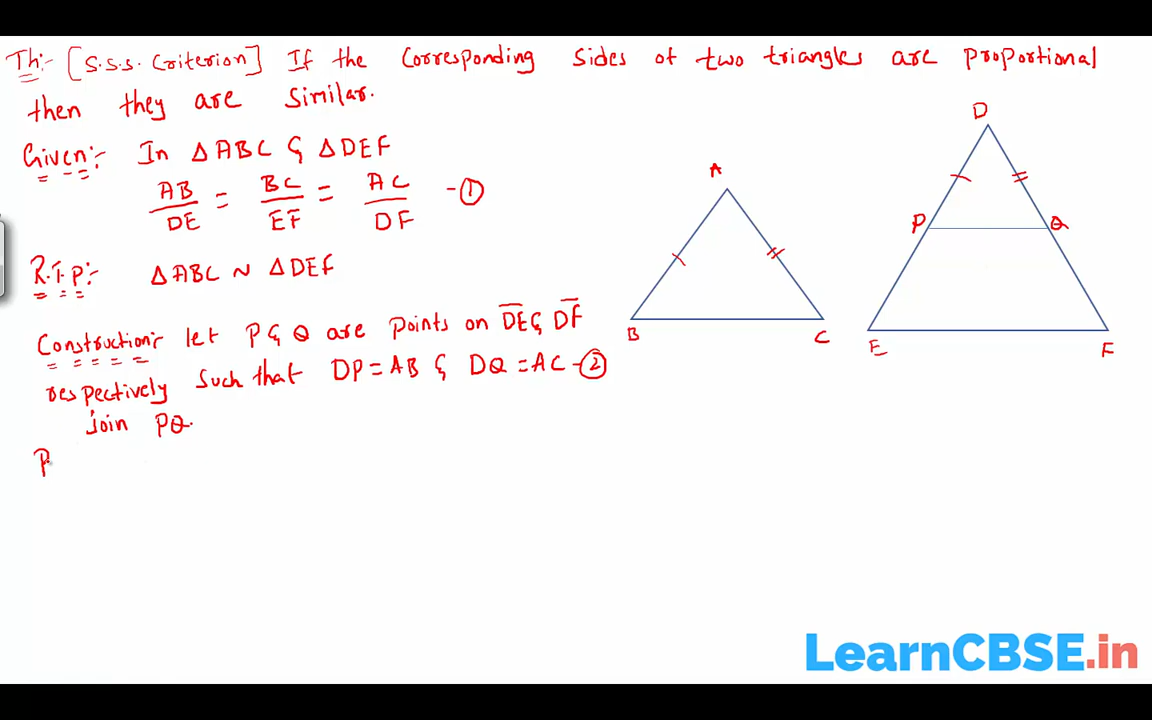 Th:- [S.S.S. Criterion] If the Corresponding sides of two triangles are proportional
then they are Similar.
Given:- In ΔABC & ΔDEF
AB/DE = BC/EF = AC/DF -①
R.T.P:- ΔABC ~ ΔDEF
Construction:- let P & Q are points on D̅E̅ & D̅F̅
respectively Such that DP = AB & DQ = AC -②
Join PQ.
P
A
B
C
D
P
Q
E
F
LearnCBSE.in